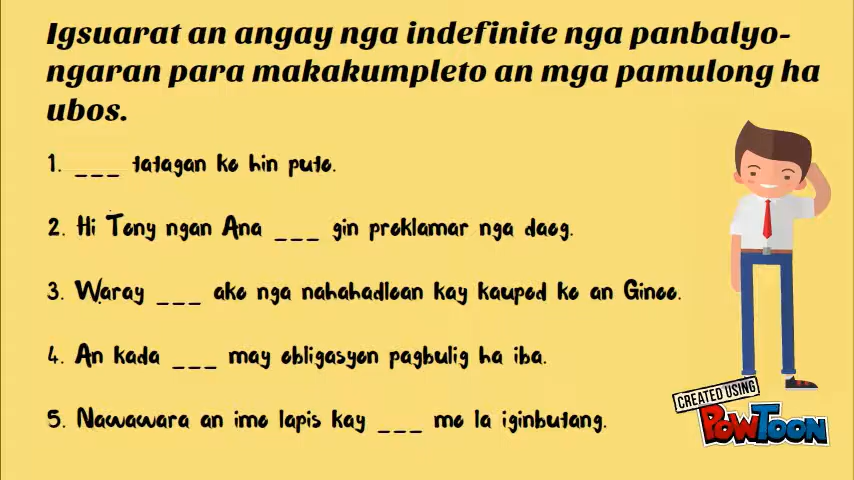 Igsuarat an angay nga indefinite nga panbalyo-
ngaran para makakumpleto an mga pamulong ha
ubos.
1. ___ tatagan ko hin puto.
2. Hi Tony ngan Ana ___ gin proklamar nga daog.
3. Waray ___ ako nga nahahadloan kay kaupod ko an Ginoo.
4. An kada ___ may obligasyon pagbulig ha iba.
5. Nawawara an imo lapis kay ___ mo la iginbutang.
CREATED USING
POWTOON